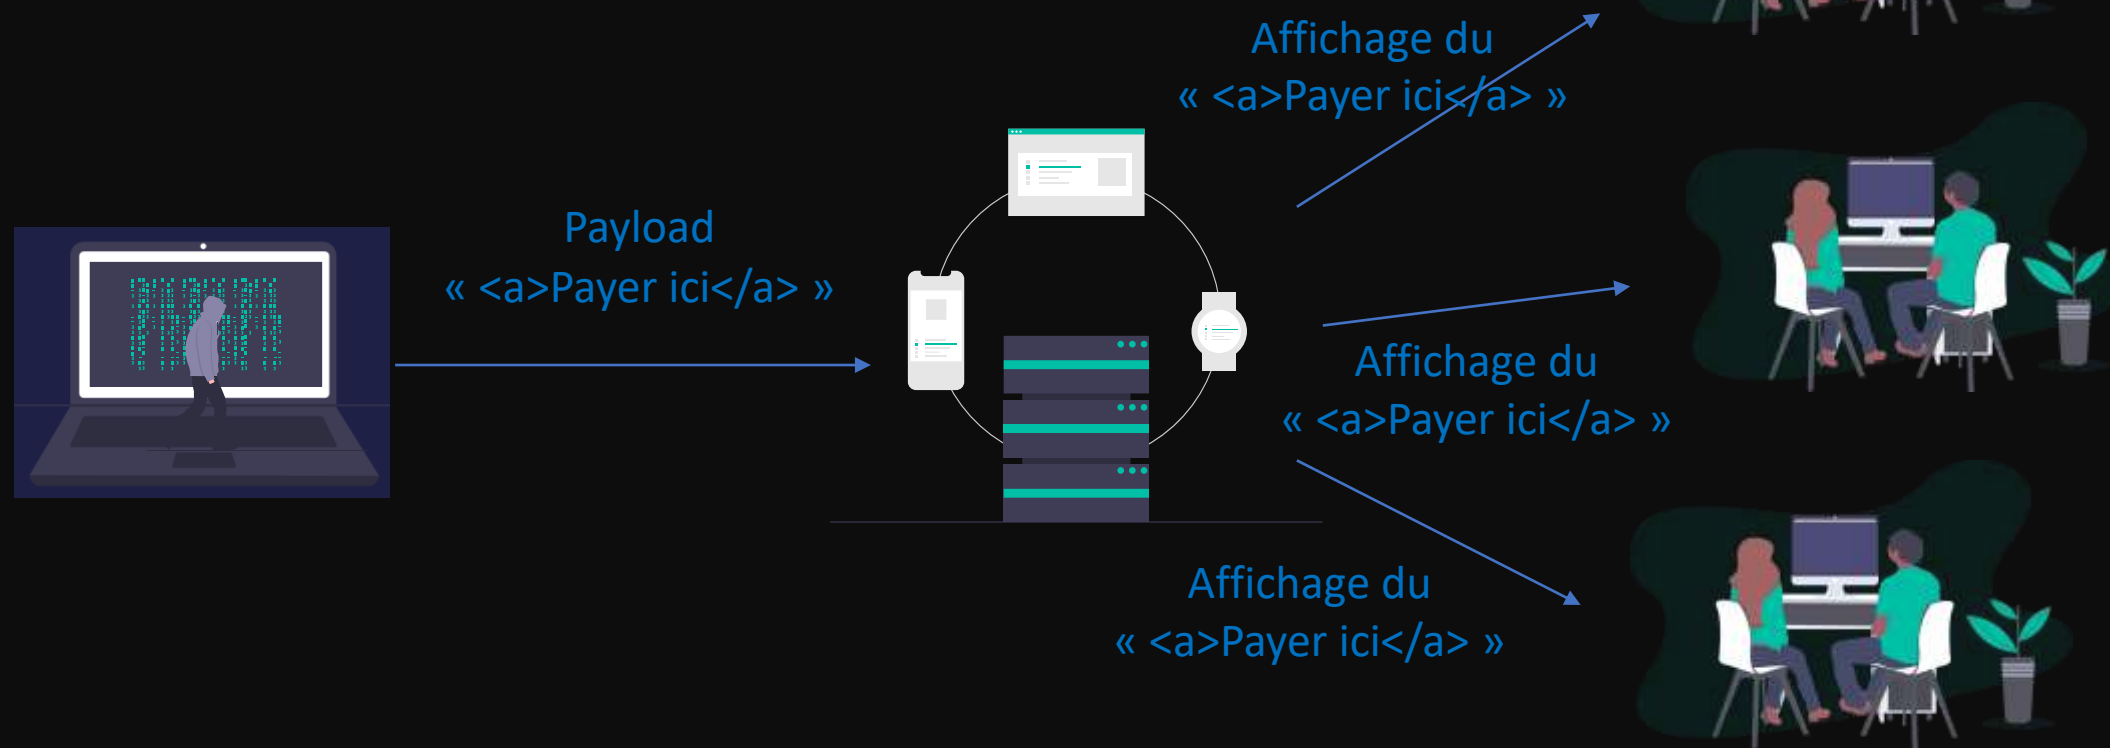 Affichage du
« <a>Payer ici</a> »
Payload
« <a>Payer ici</a> »
Affichage du
« <a>Payer ici</a> »
Affichage du
« <a>Payer ici</a> »